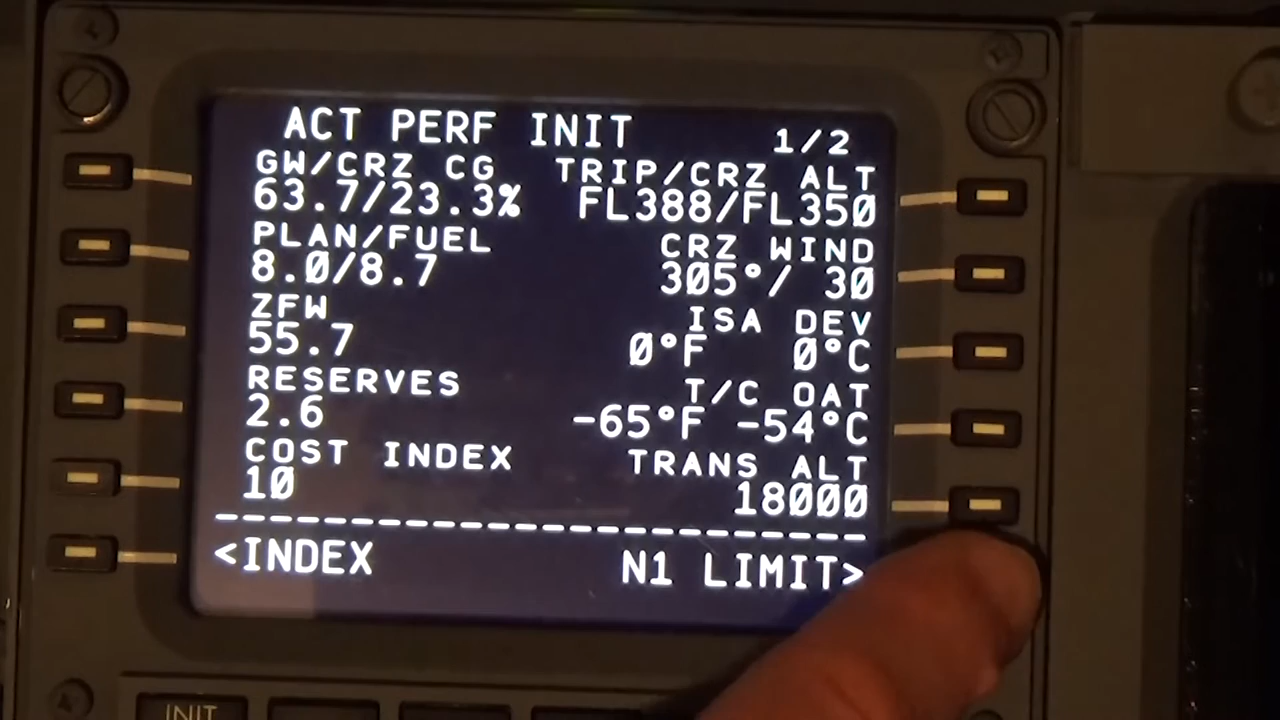 ACT PERF INIT 1/2
GW/CRZ CG TRIP/CRZ ALT
63.7/23.3% FL388/FL350
PLAN/FUEL CRZ WIND
8.0/8.7 305°/ 30
ZFW ISA DEV
55.7 0°F 0°C
RESERVES T/C OAT
2.6 -65°F -54°C
COST INDEX TRANS ALT
10 18000
--------------------------
<INDEX N1 LIMIT>
INIT